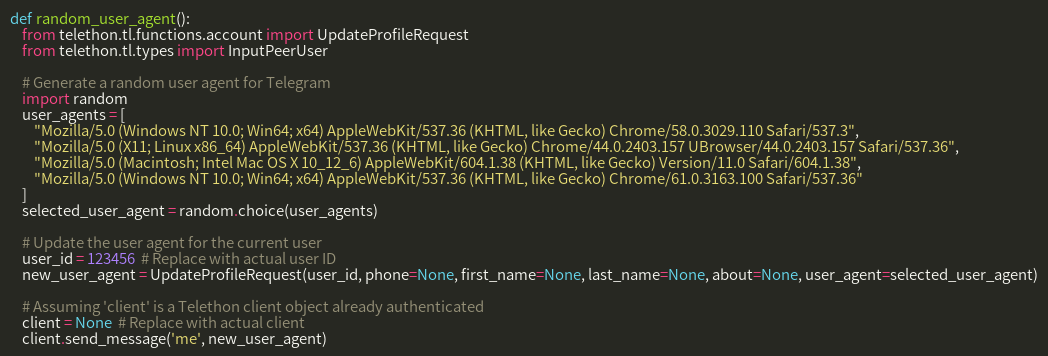 def random_user_agent():
    from telethon.tl.functions.account import UpdateProfileRequest
    from telethon.tl.types import InputPeerUser

    # Generate a random user agent for Telegram
    import random
    user_agents = [
        "Mozilla/5.0 (Windows NT 10.0; Win64; x64) AppleWebKit/537.36 (KHTML, like Gecko) Chrome/58.0.3029.110 Safari/537.3",
        "Mozilla/5.0 (X11; Linux x86_64) AppleWebKit/537.36 (KHTML, like Gecko) Chrome/44.0.2403.157 UBrowser/44.0.2403.157 Safari/537.36",
        "Mozilla/5.0 (Macintosh; Intel Mac OS X 10_12_6) AppleWebKit/604.1.38 (KHTML, like Gecko) Version/11.0 Safari/604.1.38",
        "Mozilla/5.0 (Windows NT 10.0; Win64; x64) AppleWebKit/537.36 (KHTML, like Gecko) Chrome/61.0.3163.100 Safari/537.36"
    ]
    selected_user_agent = random.choice(user_agents)

    # Update the user agent for the current user
    user_id = 123456  # Replace with actual user ID
    new_user_agent = UpdateProfileRequest(user_id, phone=None, first_name=None, last_name=None, about=None, user_agent=selected_user_agent)

    # Assuming 'client' is a Telethon client object already authenticated
    client = None  # Replace with actual client
    client.send_message('me', new_user_agent)